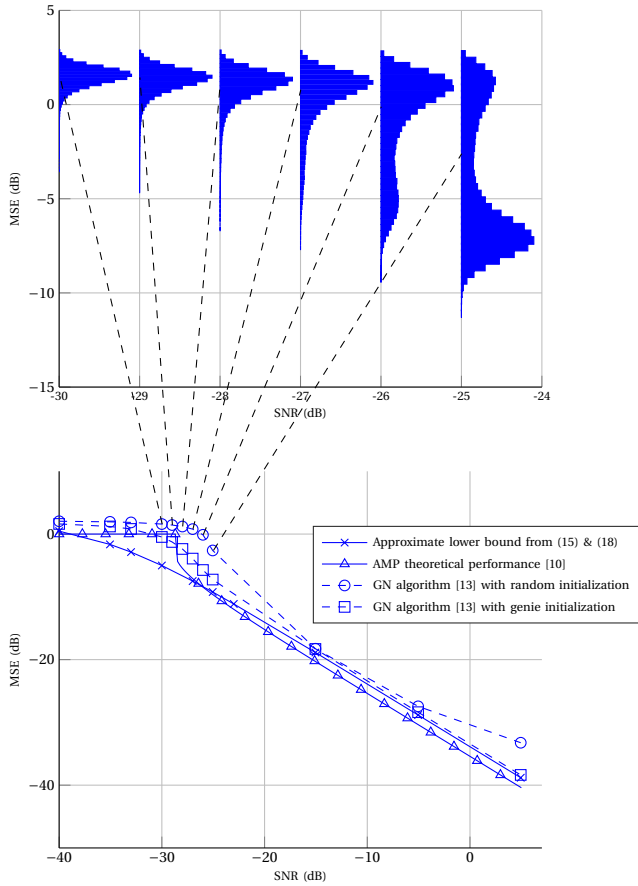 5
0
−5
−10
−15
MSE (dB)
-30
-29
-28
-27
-26
-25
-24
SNR (dB)
0
−20
−40
MSE (dB)
Approximate lower bound from (15) & (18)
AMP theoretical performance [10]
GN algorithm [13] with random initialization
GN algorithm [13] with genie initialization
−40
−30
−20
−10
0
SNR (dB)